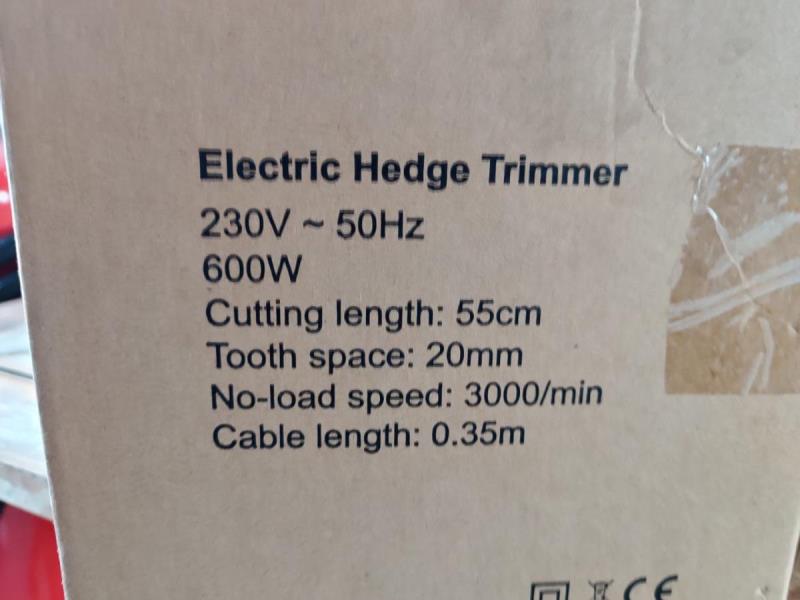 Electric Hedge Trimmer
230V ~ 50Hz
600W
Cutting length: 55cm
Tooth space: 20mm
No-load speed: 3000/min
Cable length: 0.35m
CE